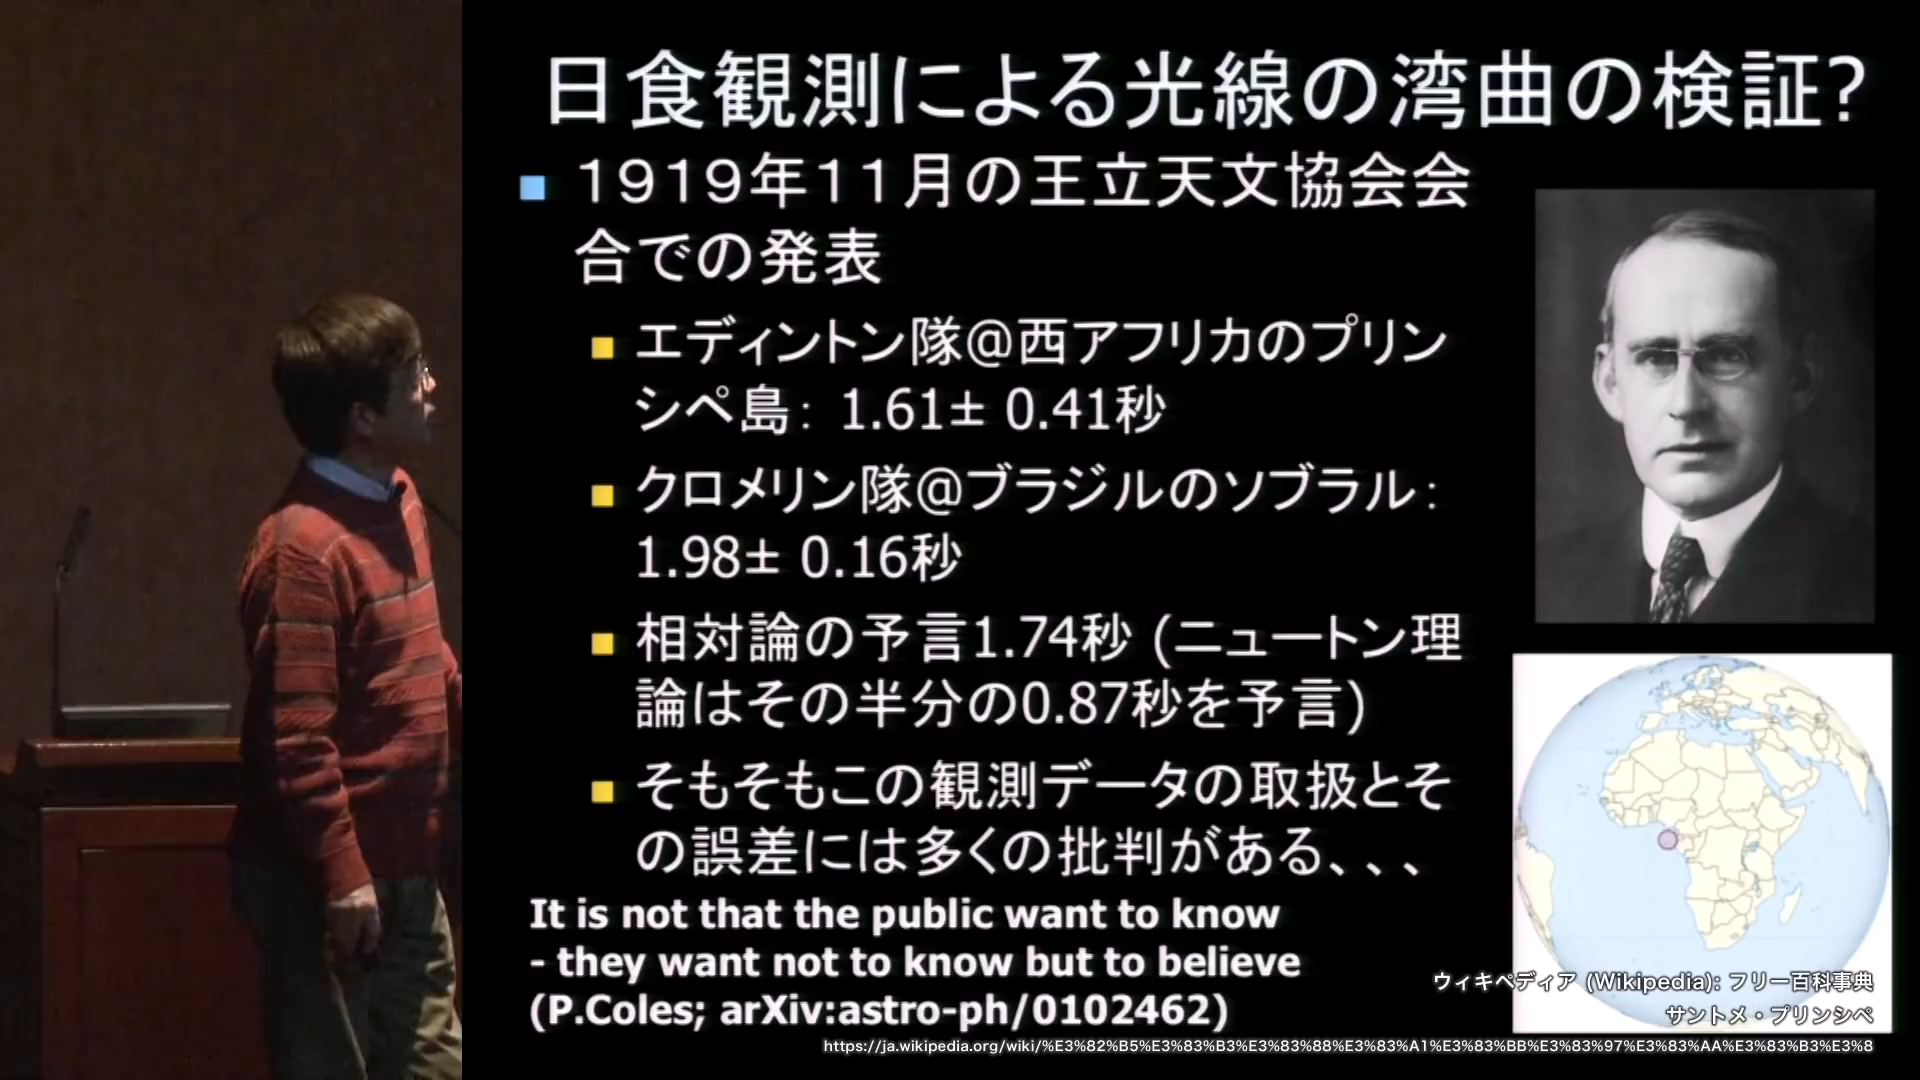 日食観測による光線の湾曲の検証?
１９１９年１１月の王立天文協会会
合での発表
エディントン隊@西アフリカのプリン
シペ島： 1.61± 0.41秒
クロメリン隊@ブラジルのソブラル：
1.98± 0.16秒
相対論の予言1.74秒 (ニュートン理
論はその半分の0.87秒を予言)
そもそもこの観測データの取扱とそ
の誤差には多くの批判がある、、、
It is not that the public want to know
- they want not to know but to believe
(P.Coles; arXiv:astro-ph/0102462)
ウィキペディア (Wikipedia): フリー百科事典
サントメ・プリンシペ
https://ja.wikipedia.org/wiki/%E3%82%B5%E3%83%B3%E3%83%88%E3%83%A1%E3%83%BB%E3%83%97%E3%83%AA%E3%83%B3%E3%8